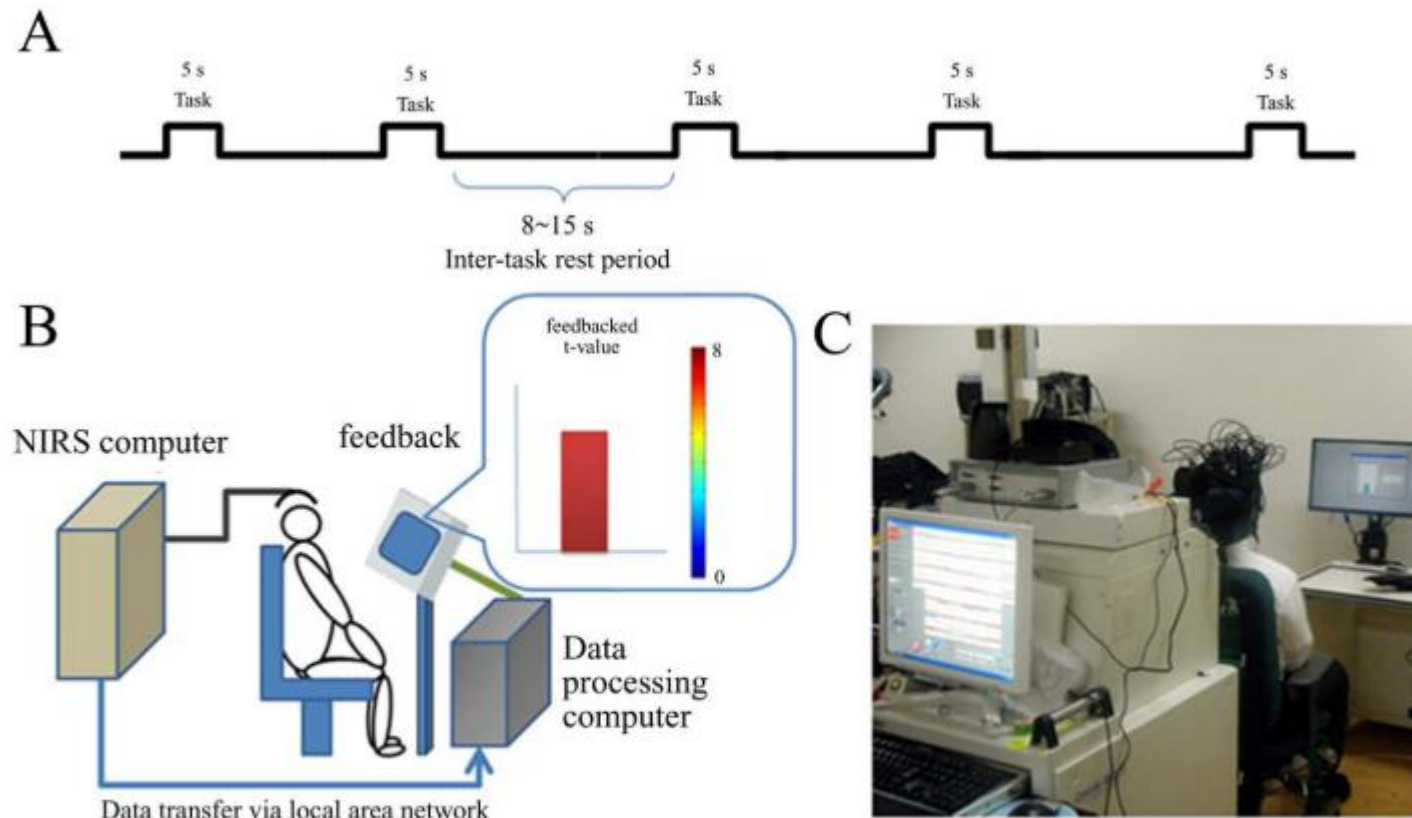 A
5 s
Task
5 s
Task
5 s
Task
5 s
Task
5 s
Task
8~15 s
Inter-task rest period
B
feedbacked
t-value
8
0
NIRS computer
feedback
Data
processing
computer
Data transfer via local area network
C